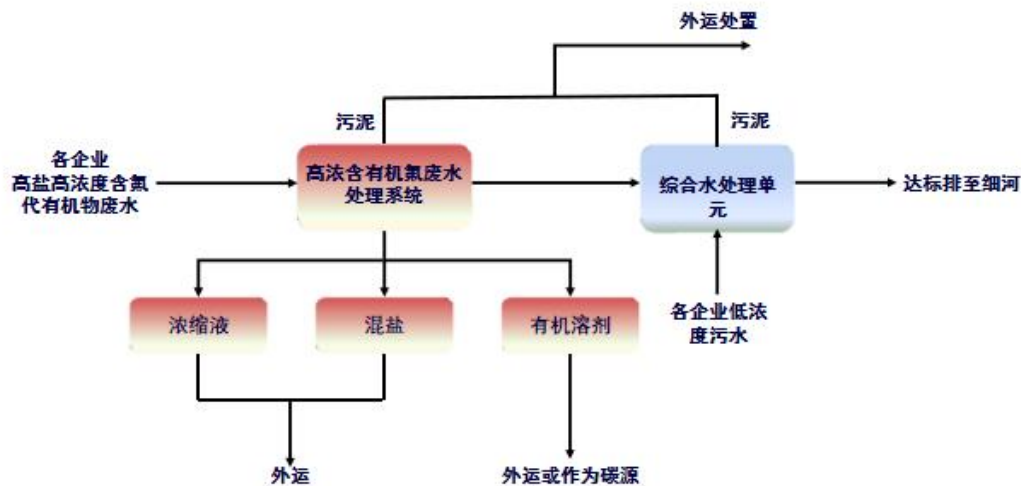 外运处置
污泥
污泥
各企业
高盐高浓度含氟
代有机物废水
高浓含有机氟废水
处理系统
综合水处理单
元
达标排至细河
浓缩液
混盐
有机溶剂
各企业低浓
度污水
外运
外运或作为碳源